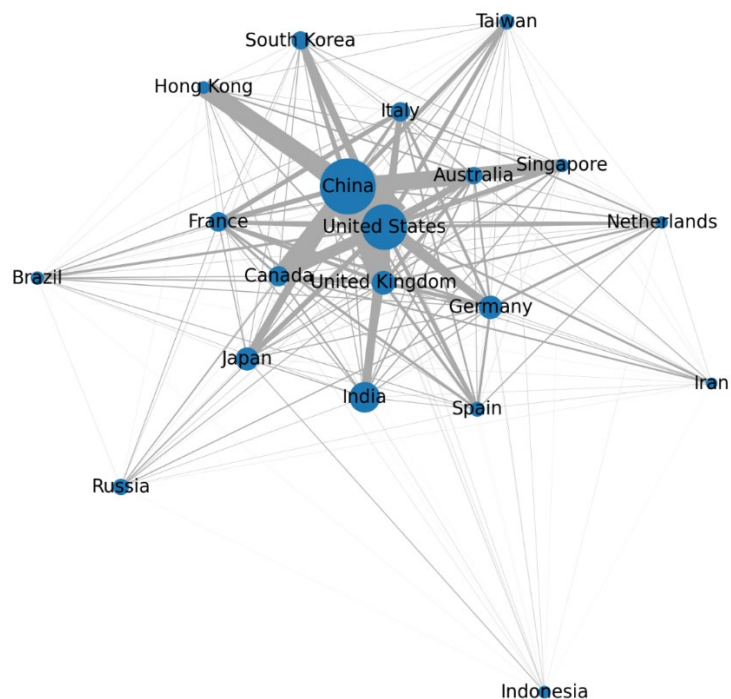 Taiwan
South Korea
Hong Kong
Italy
Singapore
Australia
China
France
United States
Netherlands
Brazil
Canada
United Kingdom
Germany
Japan
Iran
India
Spain
Russia
Indonesia